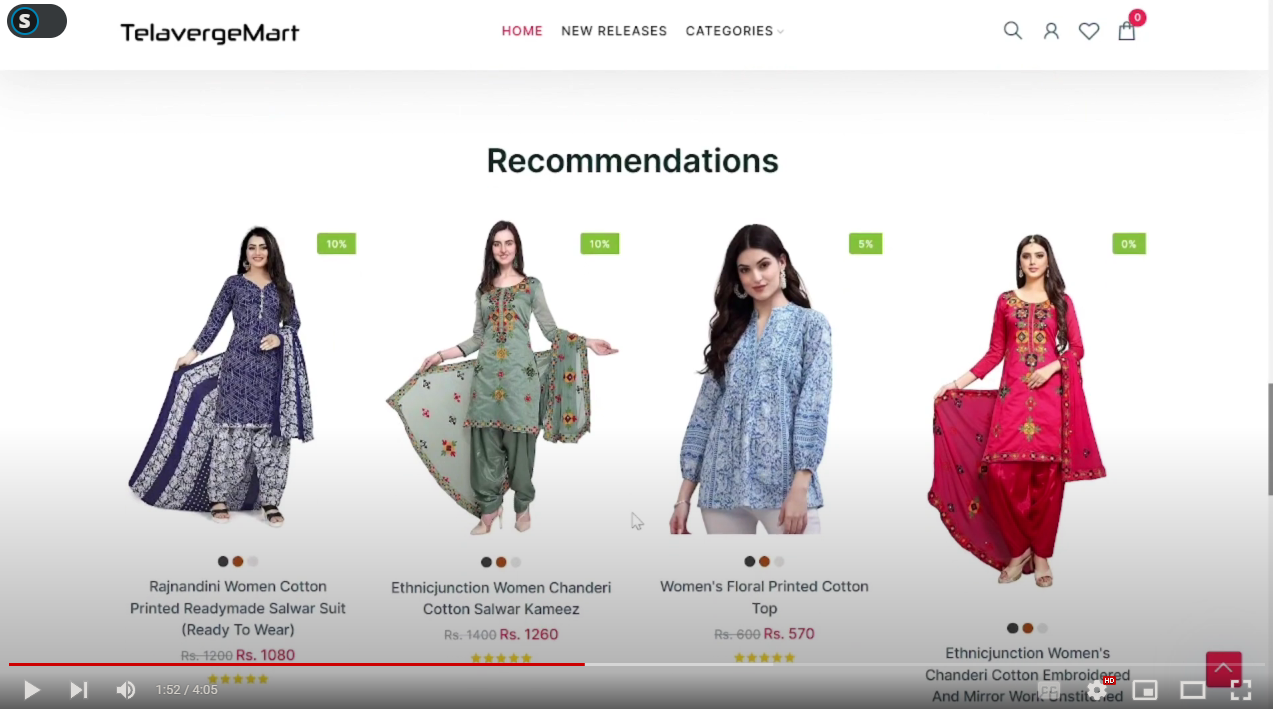 S
TelavergeMart
HOME NEW RELEASES CATEGORIES
0
Recommendations
10%
10%
5%
0%
Rajnandini Women Cotton
Printed Readymade Salwar Suit
(Ready To Wear)
Rs. 1200 Rs. 1080
Ethnicjunction Women Chanderi
Cotton Salwar Kameez
Rs. 1400 Rs. 1260
Women's Floral Printed Cotton
Top
Rs. 600 Rs. 570
Ethnicjunction Women's
Chanderi Cotton Embroidered
And Mirror Work Unstitched
1:52 / 4:05
CC
HD